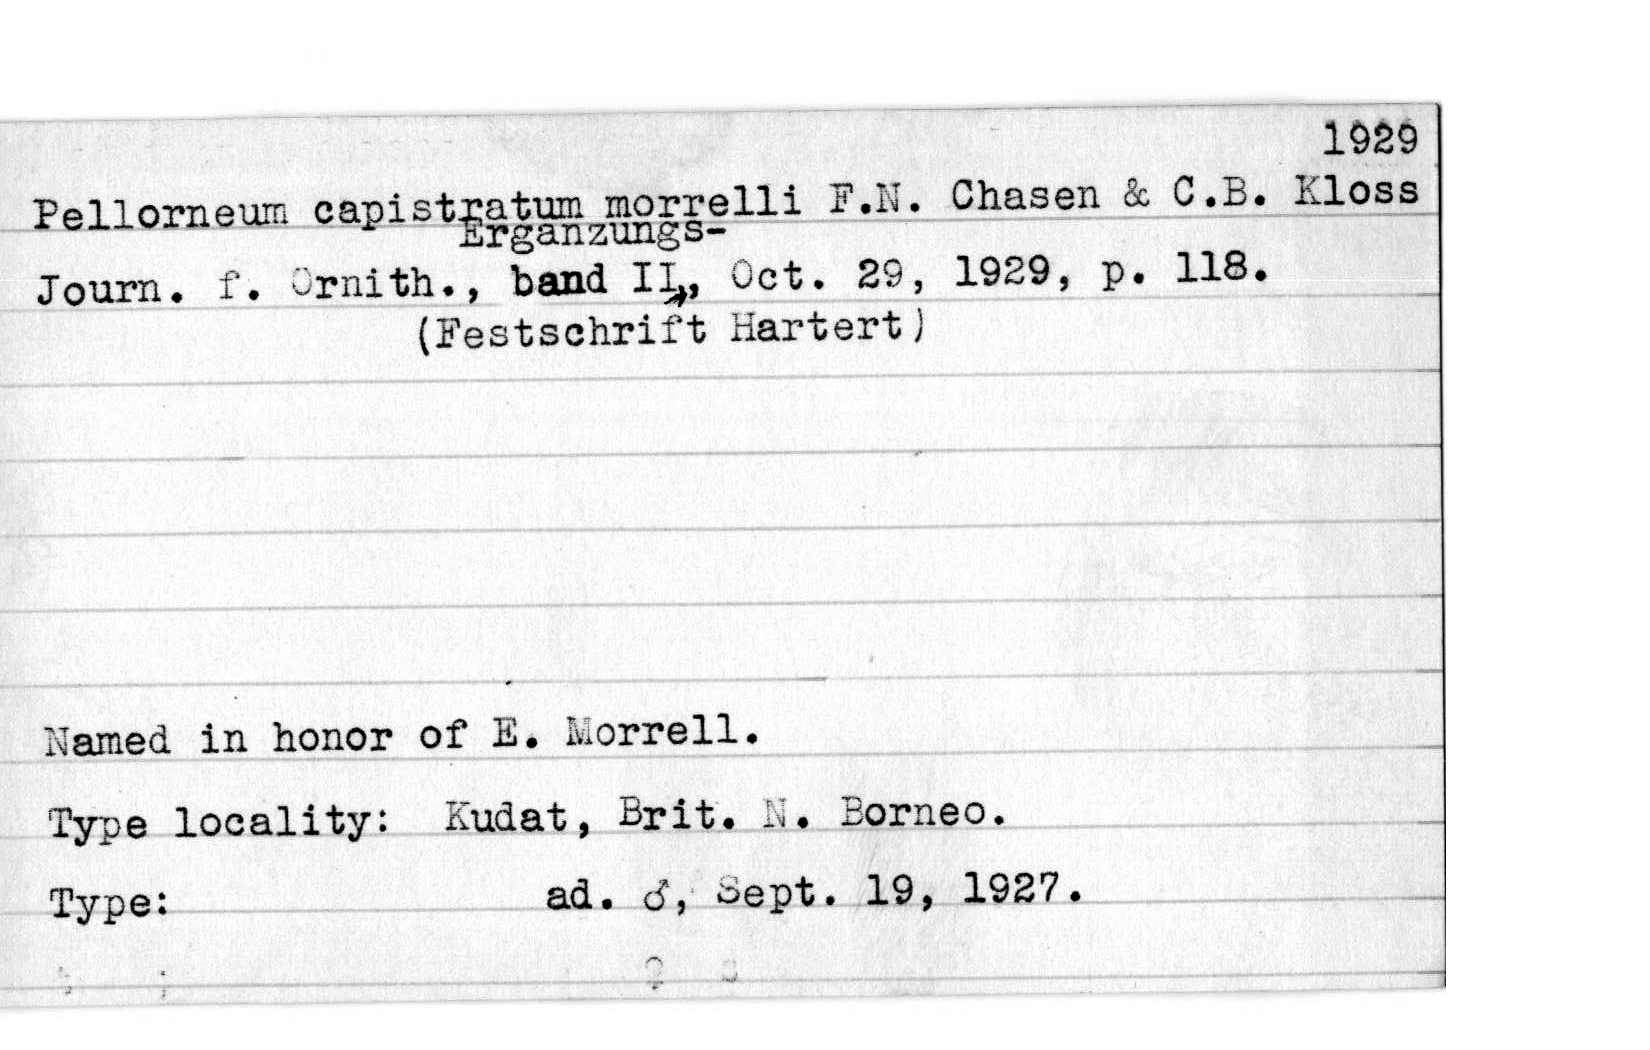 1929
Pellorneum capistratum morrelli F.N. Chasen & C.B. Kloss
Erganzungs-
Journ. f. Ornith., band II,, Oct. 29, 1929, p. 118.
(Festschrift Hartert)
Named in honor of E. Morrell.
Type locality: Kudat, Brit. N. Borneo.
Type: ad. ♂, Sept. 19, 1927.